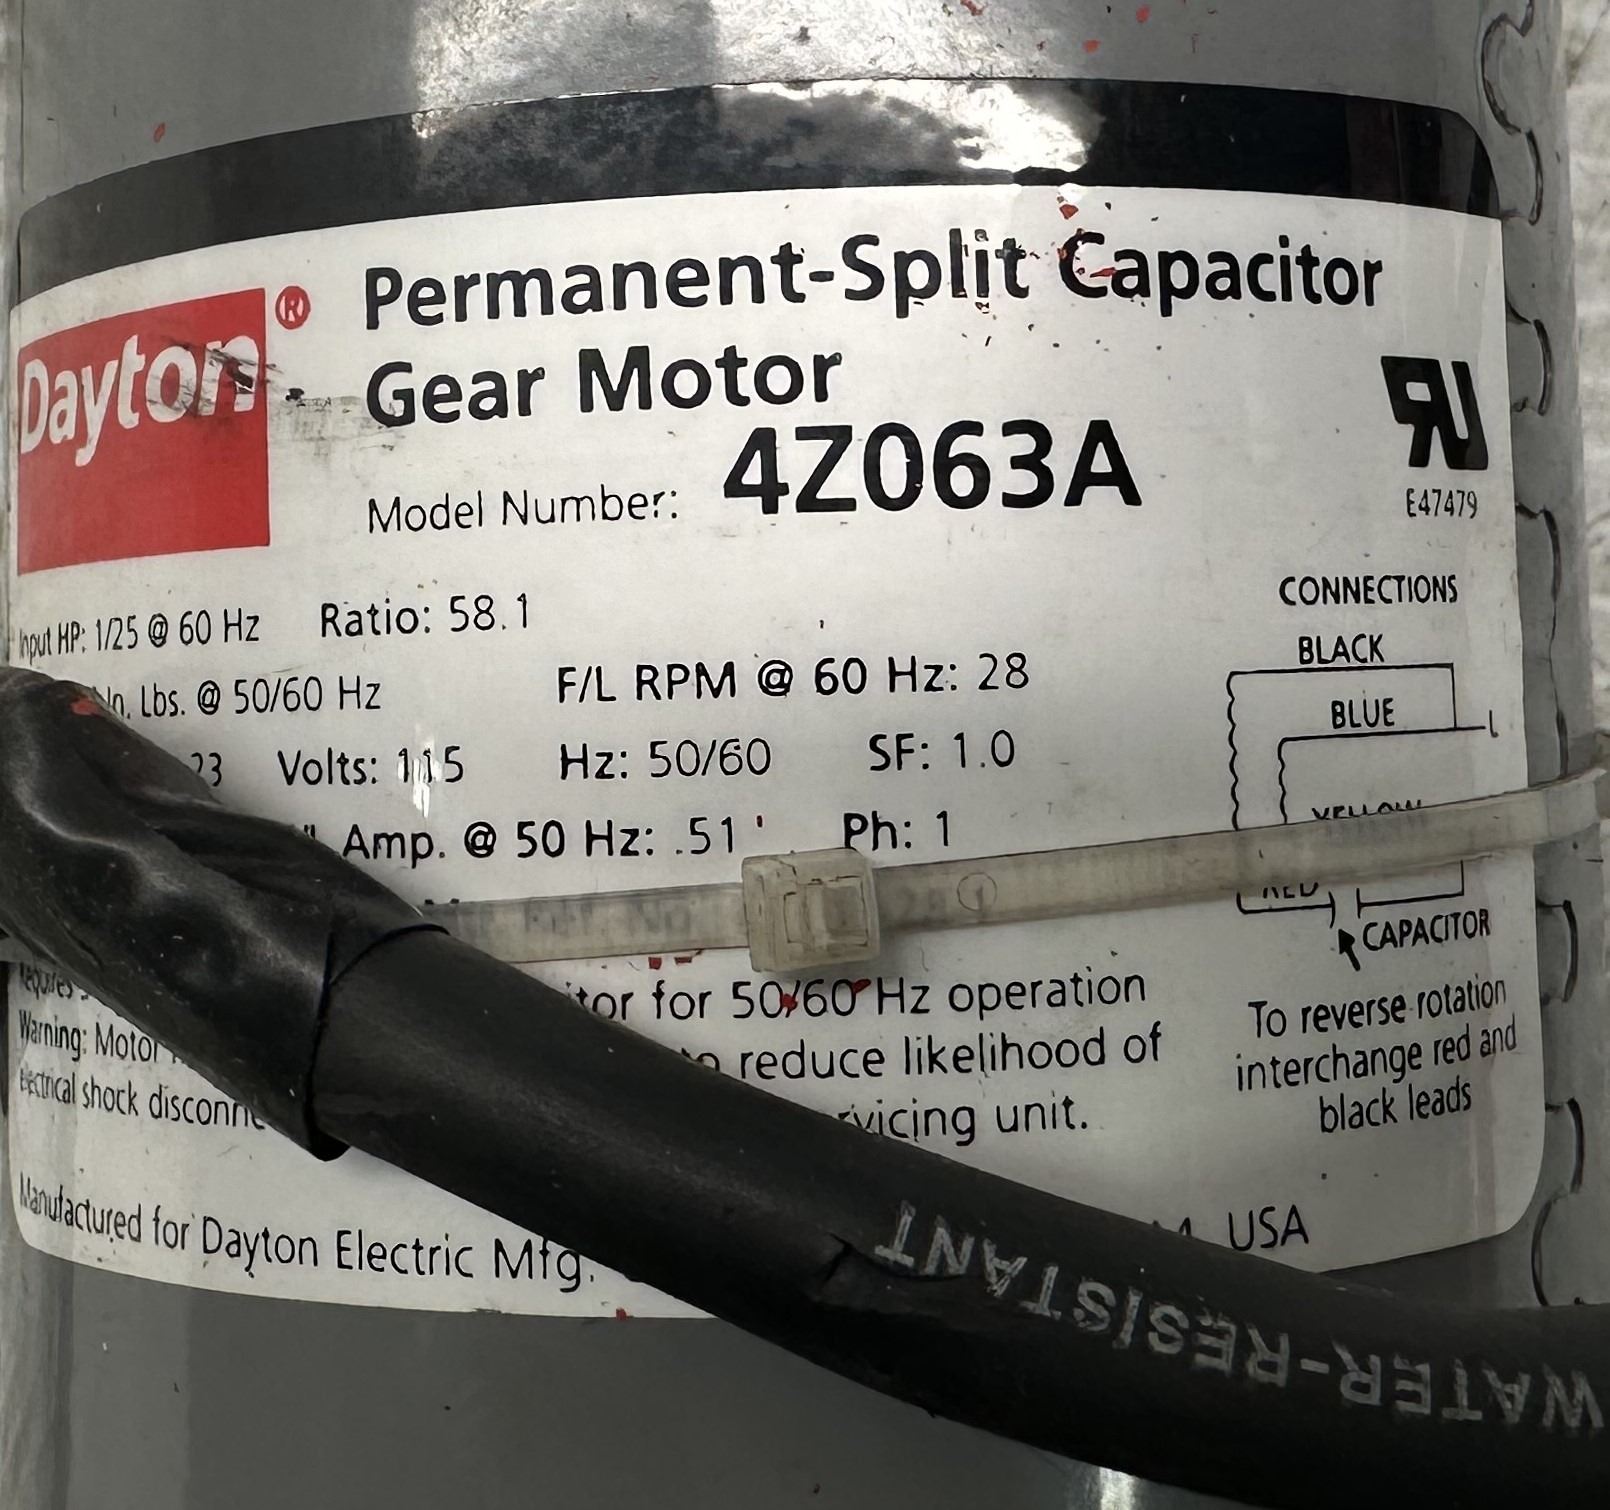 Dayton®
Permanent-Split Capacitor
Gear Motor
Model Number: 4Z063A
E47479
Input HP: 1/25 @ 60 Hz Ratio: 58.1
In. Lbs. @ 50/60 Hz F/L RPM @ 60 Hz: 28
23 Volts: 115 Hz: 50/60 SF: 1.0
Amp. @ 50 Hz: .51 Ph: 1
for 50/60 Hz operation
Warning: Motor
reduce likelihood of
Electrical shock
unit.
Manufactured for Dayton Electric Mfg.
USA
CONNECTIONS
BLACK
BLUE
L
YELLOW
RED
CAPACITOR
To reverse rotation
interchange red and
black leads
WATER-RESISTANT